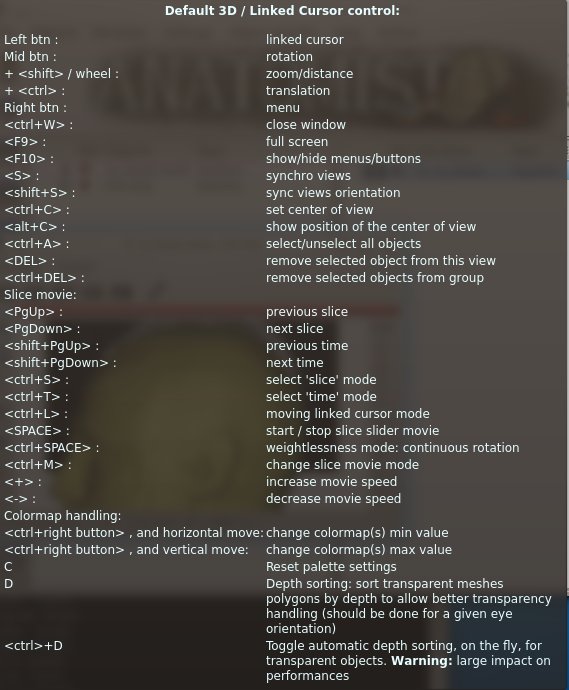 Default 3D / Linked Cursor control:
Left btn : linked cursor
Mid btn : rotation
+ <shift> / wheel : zoom/distance
+ <ctrl> : translation
Right btn : menu
<ctrl+W> : close window
<F9> : full screen
<F10> : show/hide menus/buttons
<S> : synchro views
<shift+S> : sync views orientation
<ctrl+C> : set center of view
<alt+C> : show position of the center of view
<ctrl+A> : select/unselect all objects
<DEL> : remove selected object from this view
<ctrl+DEL> : remove selected objects from group
Slice movie:
<PgUp> : previous slice
<PgDown> : next slice
<shift+PgUp> : previous time
<shift+PgDown> : next time
<ctrl+S> : select 'slice' mode
<ctrl+T> : select 'time' mode
<ctrl+L> : moving linked cursor mode
<SPACE> : start / stop slice slider movie
<ctrl+SPACE> : weightlessness mode: continuous rotation
<ctrl+M> : change slice movie mode
<+> : increase movie speed
<-> : decrease movie speed
Colormap handling:
<ctrl+right button> , and horizontal move: change colormap(s) min value
<ctrl+right button> , and vertical move: change colormap(s) max value
C Reset palette settings
D Depth sorting: sort transparent meshes
polygons by depth to allow better transparency
handling (should be done for a given eye
orientation)
<ctrl>+D Toggle automatic depth sorting, on the fly, for
transparent objects. Warning: large impact on
performances